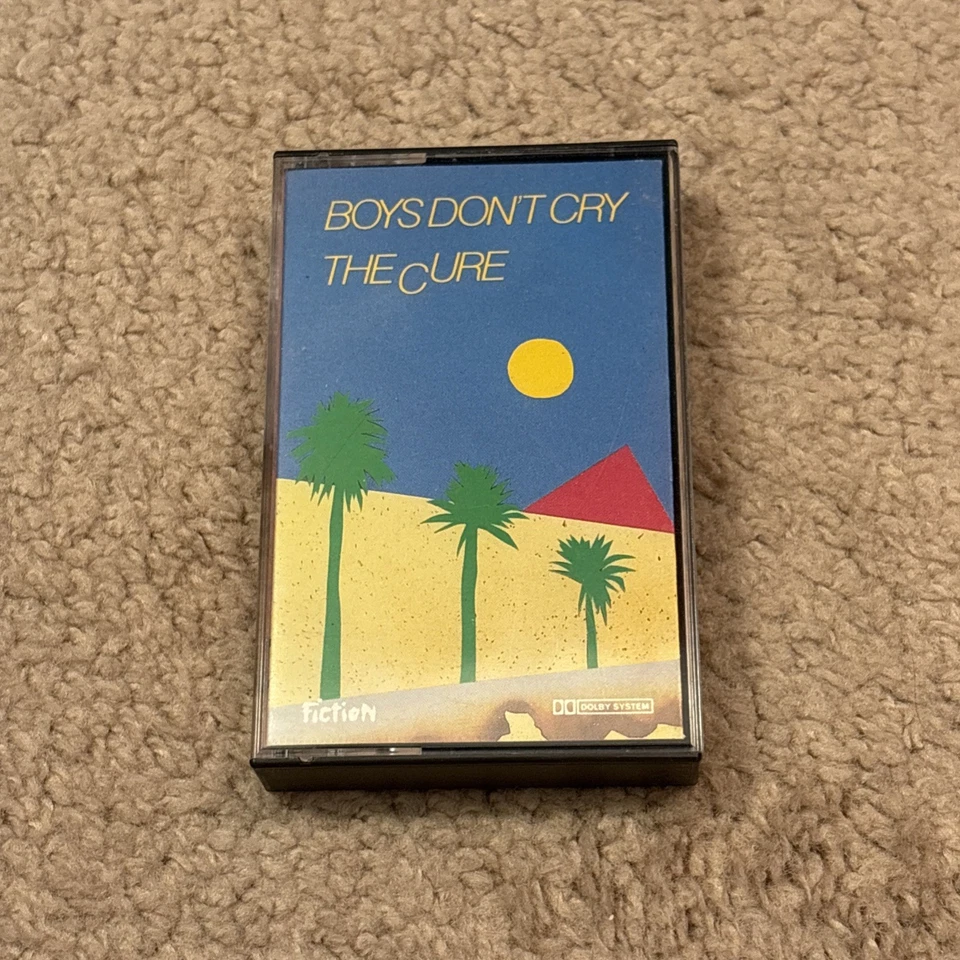 BOYS DON'T CRY
THE CURE
fiction
DOLBY SYSTEM